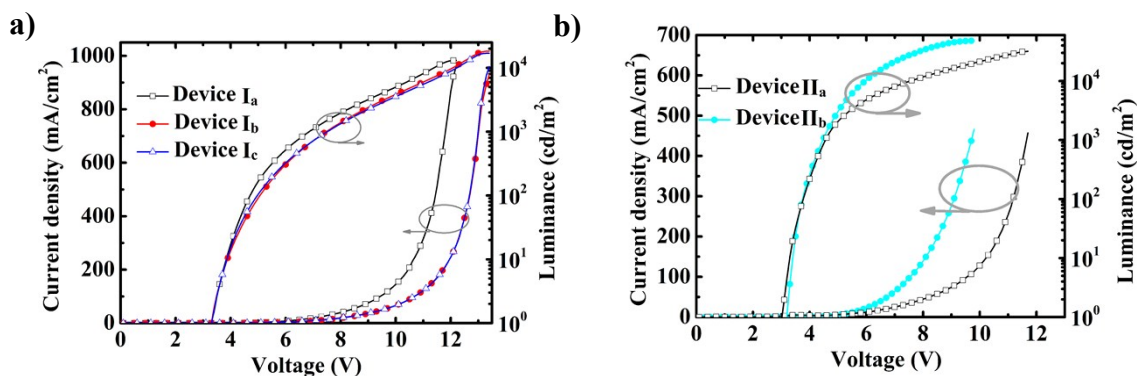 a)
Current density (mA/cm²)
1000
800
600
400
200
0
Device Iₐ
Device I_b
Device I_c
10⁴
10³
10²
10¹
10⁰
Luminance (cd/m²)
0 2 4 6 8 10 12
Voltage (V)
b)
Current density (mA/cm²)
700
600
500
400
300
200
100
0
Device IIₐ
Device II_b
10⁴
10³
10²
10¹
10⁰
Luminance (cd/m²)
0 2 4 6 8 10 12
Voltage (V)